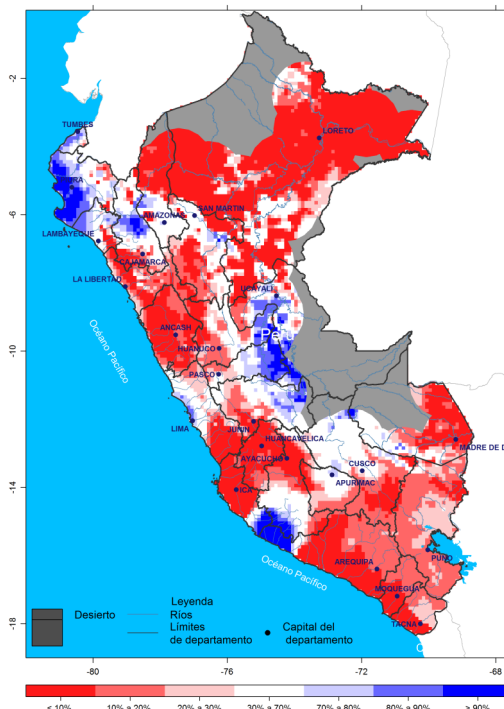 -2
TUMBES
LORETO
-6
SAN MARTIN
AMAZONAS
LAMBAYEQUE
CAJAMARCA
LA LIBERTAD
UCAYALI
Océano Pacífico
ANCASH
-10
HUANUCO
PASCO
LIMA
JUNIN
HUANCAVELICA
MADRE DE D
AYACUCHO
CUSCO
-14
APURIMAC
ICA
PUNO
Océano Pacífico
AREQUIPA
MOQUEGUA
-18
TACNA
Leyenda
Desierto
Ríos
Límites
de departamento
Capital del
departamento
-80
-76
-72
-68
< 10%
10% a 20%
20% a 30%
30% a 70%
70% a 80%
80% a 90%
> 90%